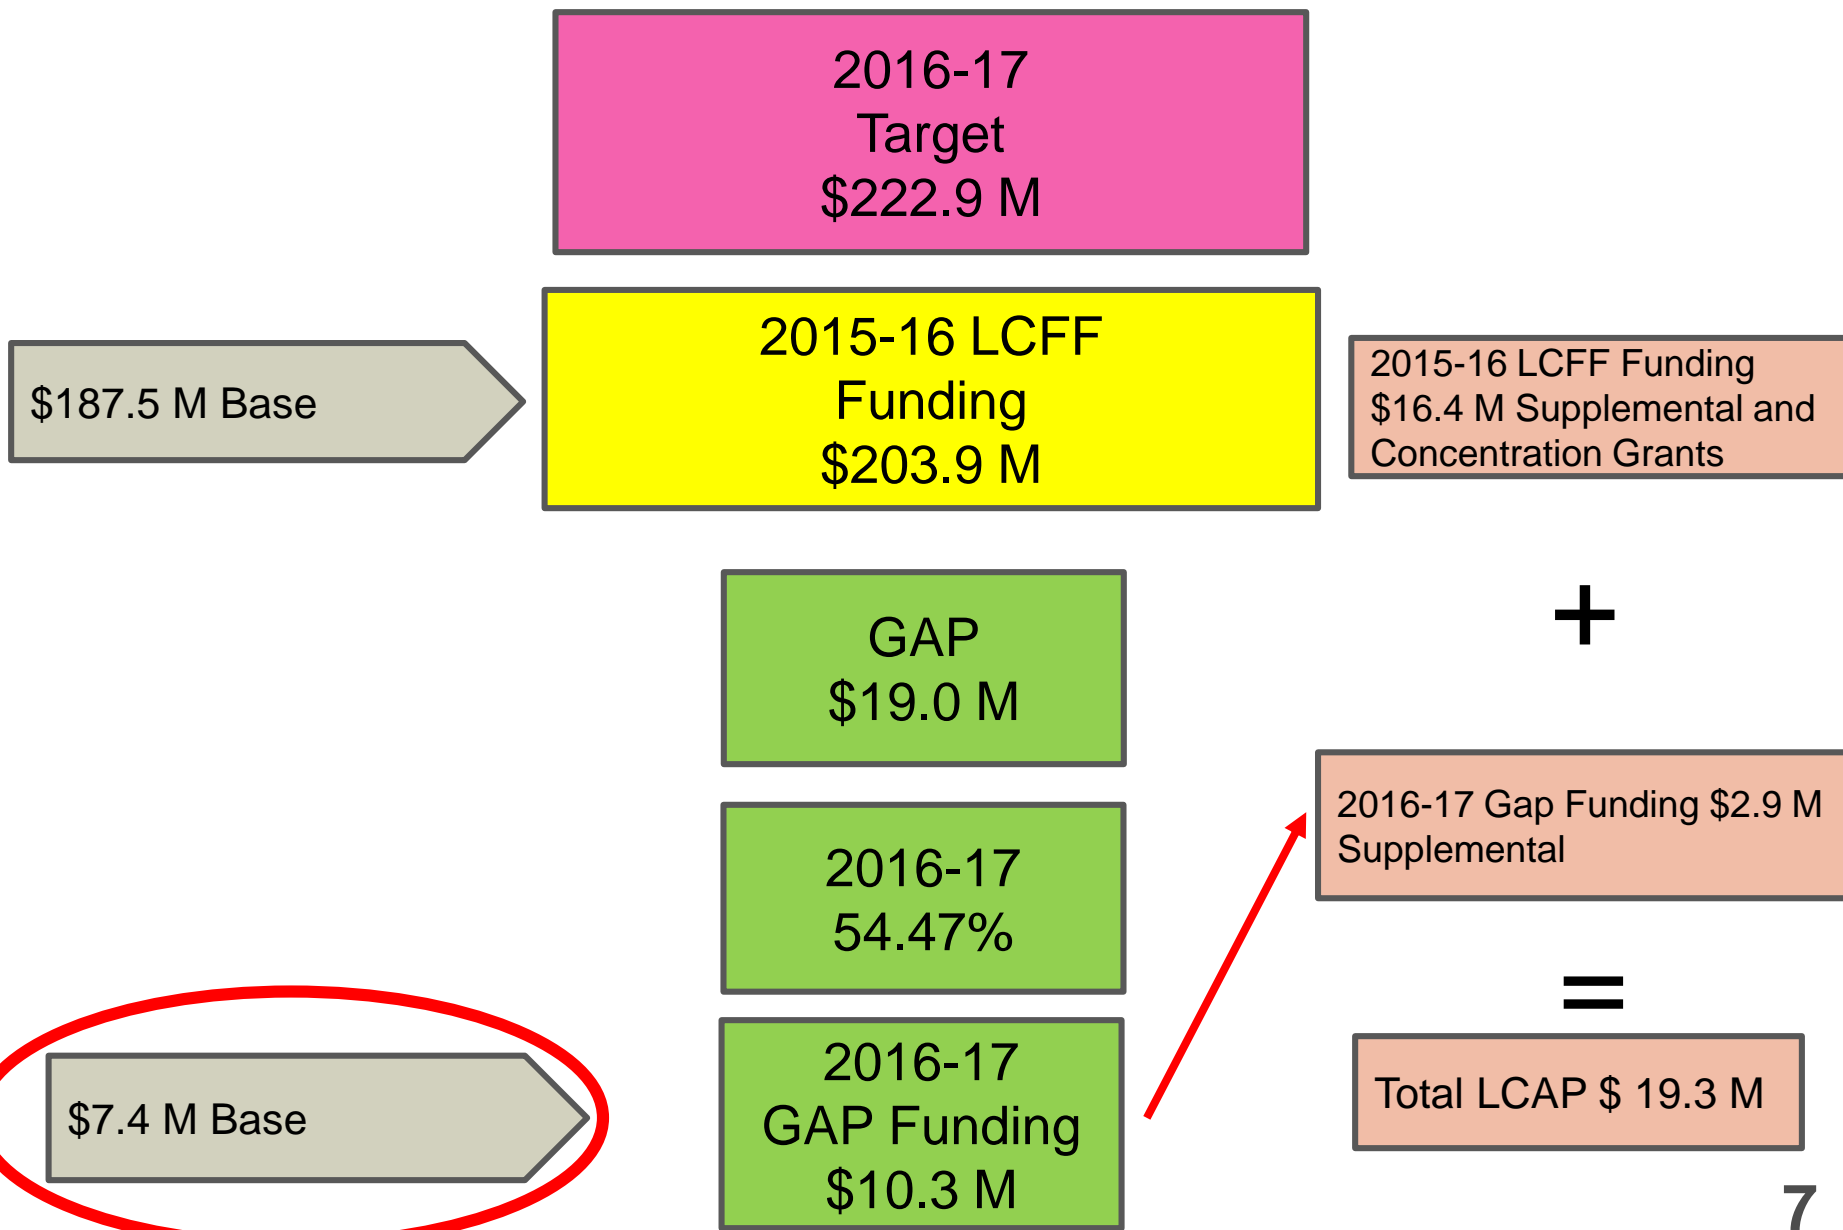 2016-17
Target
$222.9 M
$187.5 M Base
2015-16 LCFF
Funding
$203.9 M
2015-16 LCFF Funding
$16.4 M Supplemental and
Concentration Grants
+
GAP
$19.0 M
2016-17 Gap Funding $2.9 M
Supplemental
2016-17
54.47%
=
$7.4 M Base
2016-17
GAP Funding
$10.3 M
Total LCAP $ 19.3 M
7